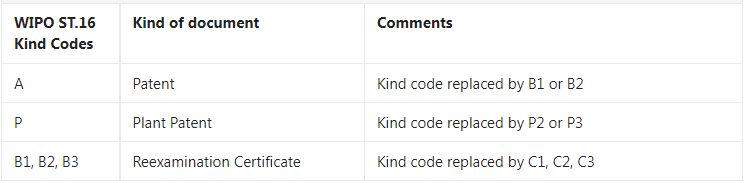 WIPO ST.16 Kind Codes	Kind of document	Comments
A	Patent	Kind code replaced by B1 or B2
P	Plant Patent	Kind code replaced by P2 or P3
B1, B2, B3	Reexamination Certificate	Kind code replaced by C1, C2, C3